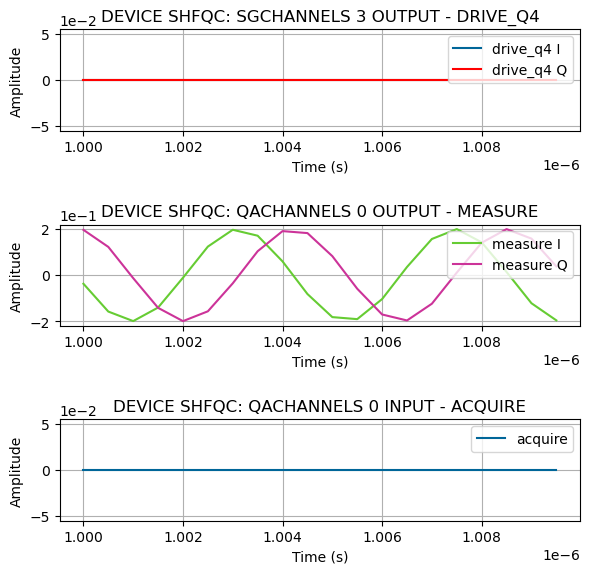 DEVICE SHFQC: SGCHANNELS 3 OUTPUT - DRIVE_Q4
1e−2
5
0
−5
Amplitude
drive_q4 I
drive_q4 Q
1.000 1.002 1.004 1.006 1.008
Time (s)
1e−6
DEVICE SHFQC: QACHANNELS 0 OUTPUT - MEASURE
1e−1
2
0
−2
Amplitude
measure I
measure Q
1.000 1.002 1.004 1.006 1.008
Time (s)
1e−6
DEVICE SHFQC: QACHANNELS 0 INPUT - ACQUIRE
1e−2
5
0
−5
Amplitude
acquire
1.000 1.002 1.004 1.006 1.008
Time (s)
1e−6